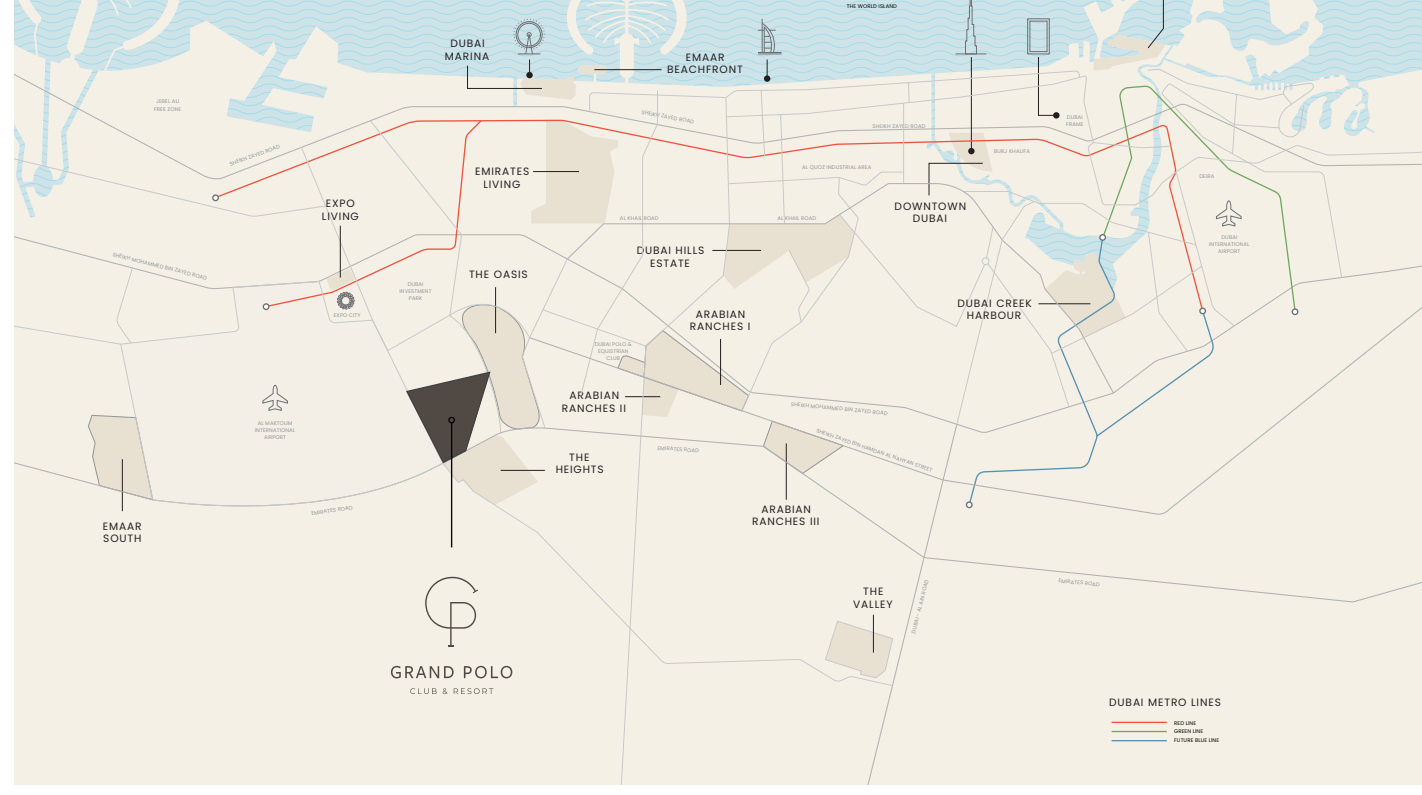 THE WORLD ISLAND
DUBAI
MARINA
EMAAR
BEACHFRONT
JEBEL ALI
FREE ZONE
SHEIKH ZAYED ROAD
SHEIKH ZAYED ROAD
SHEIKH ZAYED ROAD
DUBAI
FRAME
BURJ KHALIFA
AL QUOZ INDUSTRIAL AREA
DEIRA
EMIRATES
LIVING
EXPO
LIVING
DOWNTOWN
DUBAI
AL KHAIL ROAD
AL KHAIL ROAD
DUBAI
INTERNATIONAL
AIRPORT
DUBAI HILLS
ESTATE
SHEIKH MOHAMMED BIN ZAYED ROAD
THE OASIS
DUBAI
INVESTMENT
PARK
EXPO CITY
DUBAI CREEK
HARBOUR
ARABIAN
RANCHES I
DUBAI POLO &
EQUESTRIAN
CLUB
ARABIAN
RANCHES II
SHEIKH MOHAMMED BIN ZAYED ROAD
AL MAKTOUM
INTERNATIONAL
AIRPORT
SHEIKH ZAYED BIN HAMDAN AL NAHYAN STREET
EMIRATES ROAD
THE
HEIGHTS
EMIRATES ROAD
ARABIAN
RANCHES III
EMAAR
SOUTH
EMIRATES ROAD
DUBAI - AL AIN ROAD
THE
VALLEY
GP
GRAND POLO
CLUB & RESORT
DUBAI METRO LINES
RED LINE
GREEN LINE
FUTURE BLUE LINE